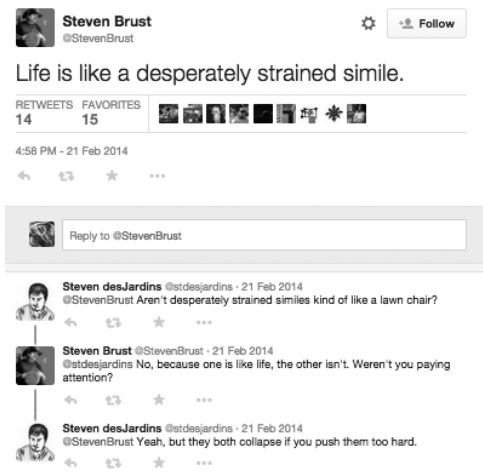 Steven Brust
@StevenBrust
Follow
Life is like a desperately strained simile.
RETWEETS FAVORITES
14 15
4:58 PM - 21 Feb 2014
Reply to @StevenBrust
Steven desJardins @stdesjardins · 21 Feb 2014
@StevenBrust Aren't desperately strained similes kind of like a lawn chair?
Steven Brust @StevenBrust · 21 Feb 2014
@stdesjardins No, because one is like life, the other isn't. Weren't you paying
attention?
Steven desJardins @stdesjardins · 21 Feb 2014
@StevenBrust Yeah, but they both collapse if you push them too hard.